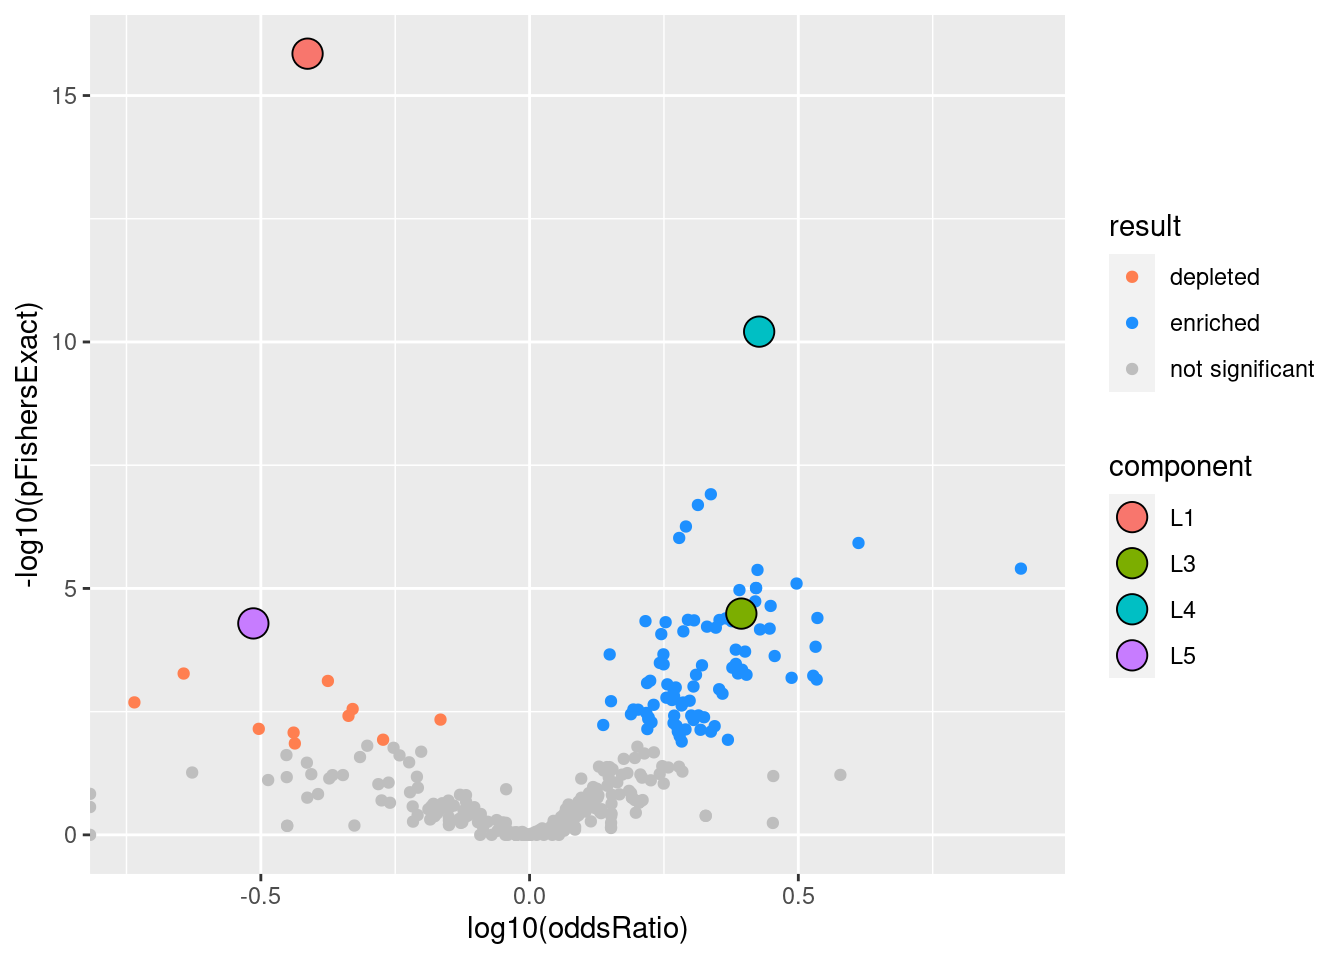 15
10
5
0
-log10(pFishersExact)
-0.5
0.0
0.5
log10(oddsRatio)
result
depleted
enriched
not significant
component
L1
L3
L4
L5